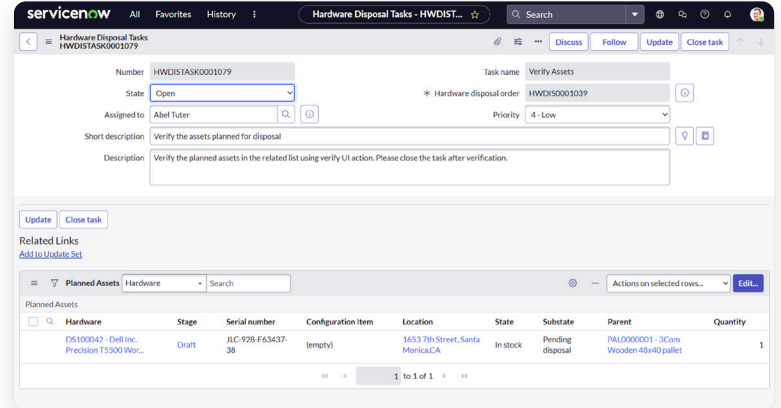 servicenow All Favorites History Hardware Disposal Tasks - HWDIST... Search
Hardware Disposal Tasks
HWDISTASK0001079
Discuss Follow Update Close task
Number HWDISTASK0001079 Task name Verify Assets
State Open Hardware disposal order HWDIS0001039
Assigned to Abel Tuter Priority 4 - Low
Short description Verify the assets planned for disposal
Description Verify the planned assets in the related list using verify UI action. Please close the task after verification.
Update Close task
Related Links
Add to Update Set
Planned Assets Hardware Search Actions on selected rows... Edit...
Planned Assets
Hardware Stage Serial number Configuration Item Location State Substate Parent Quantity
DS100042 - Dell Inc. Precision T5500 Wor... Draft JLC-928-F63437-38 (empty) 1653 7th Street, Santa Monica,CA In stock Pending disposal PAL0000001 - 3Com Wooden 48x40 pallet 1
1 to 1 of 1